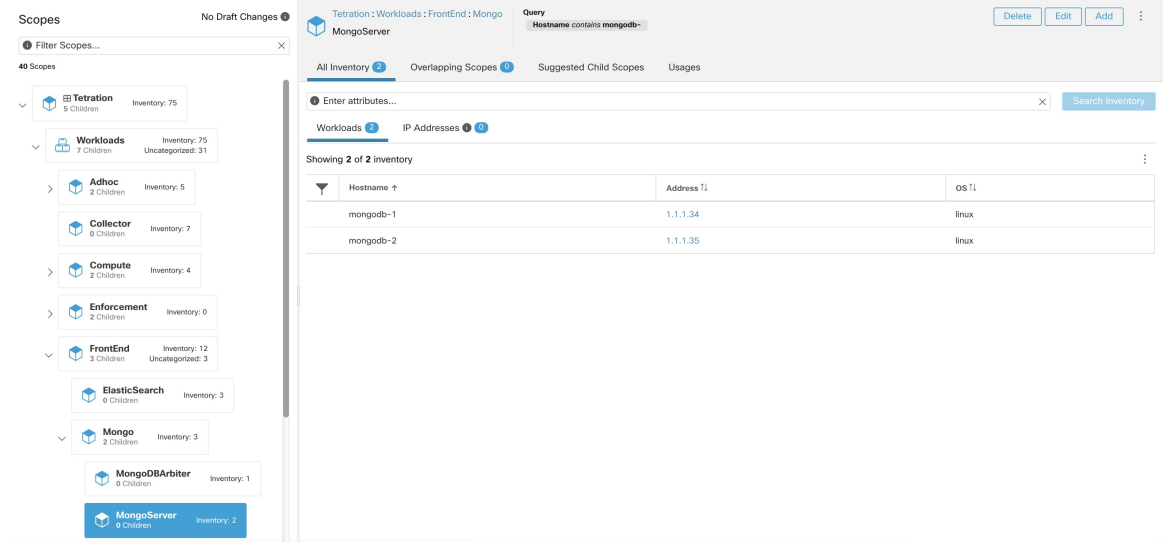 Scopes
No Draft Changes
Filter Scopes...
40 Scopes
Tetration
5 Children
Inventory: 75
Workloads
7 Children
Inventory: 75
Uncategorized: 31
Adhoc
2 Children
Inventory: 5
Collector
0 Children
Inventory: 7
Compute
2 Children
Inventory: 4
Enforcement
2 Children
Inventory: 0
FrontEnd
3 Children
Inventory: 12
Uncategorized: 3
ElasticSearch
0 Children
Inventory: 3
Mongo
2 Children
Inventory: 3
MongoDBArbiter
0 Children
Inventory: 1
MongoServer
0 Children
Inventory: 2
Tetration : Workloads : FrontEnd : Mongo
MongoServer
Query
Hostname contains mongodb-
Delete Edit Add
All Inventory 2 Overlapping Scopes 0 Suggested Child Scopes Usages
Enter attributes...
Search Inventory
Workloads 2 IP Addresses 0
Showing 2 of 2 inventory
Hostname ↑ Address ↑↓ OS ↑↓
mongodb-1 1.1.1.34 linux
mongodb-2 1.1.1.35 linux